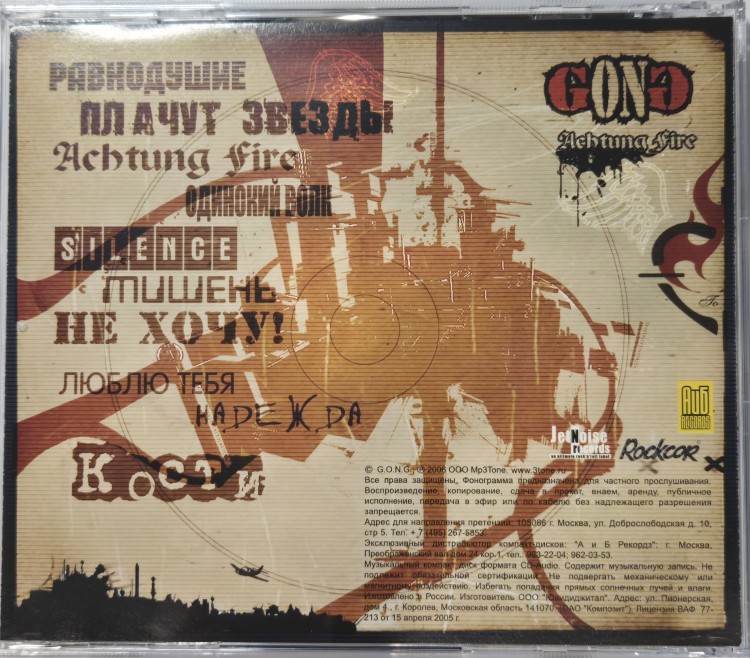 РАВНОДУШИЕ
ПЛАЧУТ ЗВЕЗДЫ
Achtung Fire
ОДИНОКИЙ ВОЛК
SILENCE
МИШЕНЬ
НЕ ХОЧУ!
ЛЮБЛЮ ТЕБЯ
НАДЕЖДА
КОСТИ
GONG
Achtung Fire
АиБ
RECORDS
JetNoise
records
Rockcor
© G.O.N.G.; ℗ 2006 ООО Mp3Tone. www.3tone.ru
Все права защищены, Фонограмма предназначена для частного прослушивания.
Воспроизведение, копирование, сдача в прокат, внаем, аренду, публичное
исполнение, передача в эфир или по кабелю без надлежащего разрешения
запрещается.
Адрес для направления претензий: 105066 г. Москва, ул. Доброслободская д. 10,
стр 5. Тел. +7 (495) 267-5853.
Эксклюзивный дистрибьютор компакт-дисков: "А и Б Рекордз": г. Москва,
Преображенский вал дом 24 кор.1, тел.: 963-22-04; 962-03-53.
Музыкальный компакт диск формата CD-Audio. Содержит музыкальную запись. Не
подлежит обязательной сертификации. Не подвергать механическому или
магнитному воздействию. Избегать попадания прямых солнечных лучей и влаги.
Изготовлено в России. Изготовитель ООО "Ювидиджитал". Адрес: ул. Пионерская,
дом 4, г. Королев, Московская область 141070 (ОАО "Композит"), Лицензия ВАФ 77-
213 от 15 апреля 2005 г.